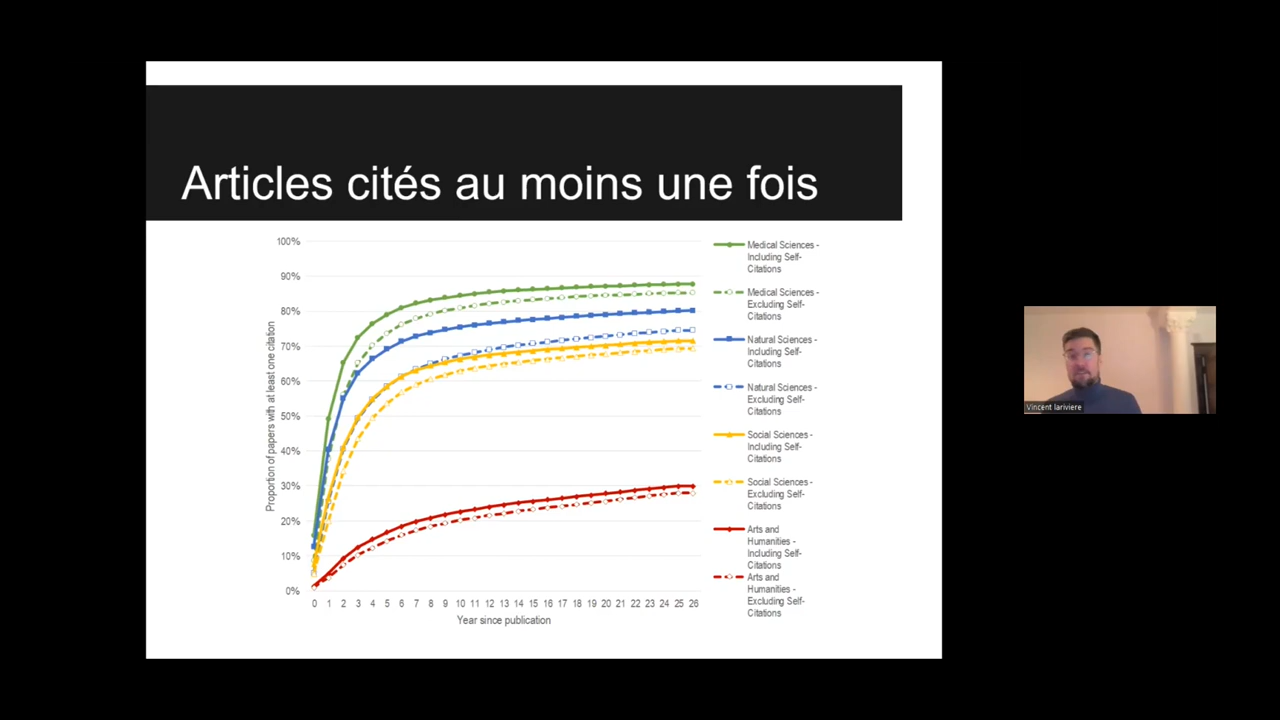 Articles cités au moins une fois
100%
90%
80%
70%
60%
50%
40%
30%
20%
10%
0%
Proportion of papers with at least one citation
0 1 2 3 4 5 6 7 8 9 10 11 12 13 14 15 16 17 18 19 20 21 22 23 24 25 26
Year since publication
Medical Sciences -
Including Self-
Citations
Medical Sciences -
Excluding Self-
Citations
Natural Sciences -
Including Self-
Citations
Natural Sciences -
Excluding Self-
Citations
Social Sciences -
Including Self-
Citations
Social Sciences -
Excluding Self-
Citations
Arts and
Humanities -
Including Self-
Citations
Arts and
Humanities -
Excluding Self-
Citations
Vincent lariviere